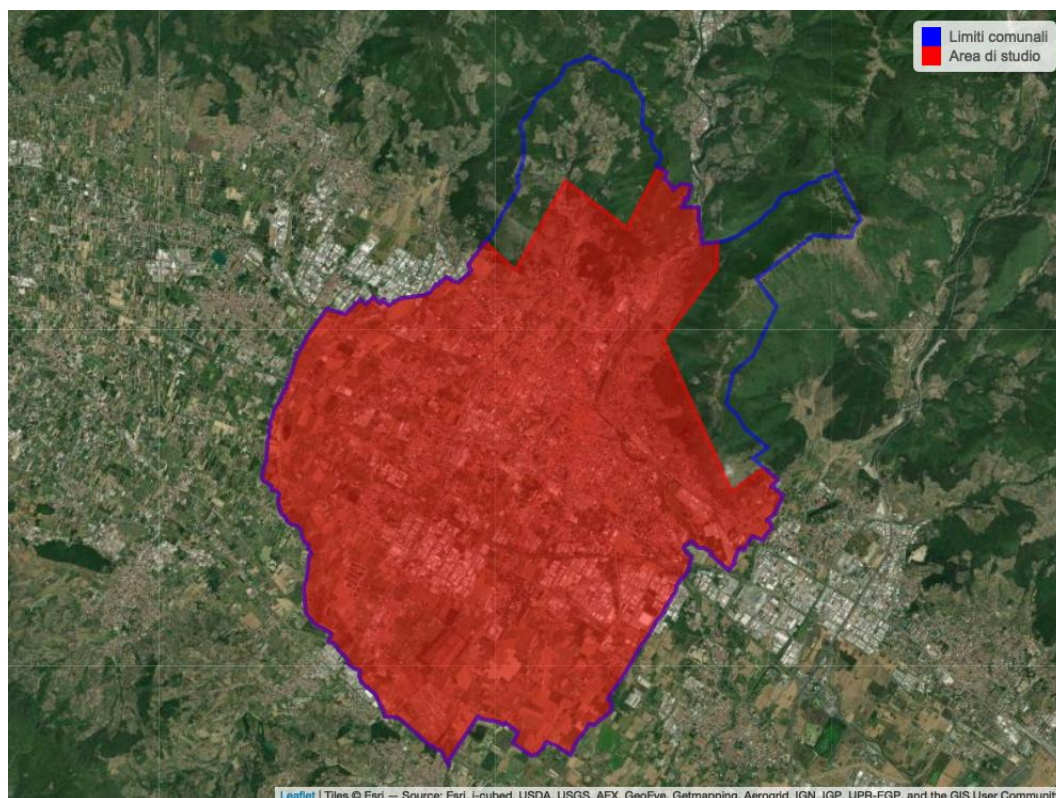 Limiti comunali
Area di studio
Leaflet | Tiles © Esri — Source: Esri, i-cubed, USDA, USGS, AEX, GeoEye, Getmapping, Aerogrid, IGN, IGP, UPR-EGP, and the GIS User Community